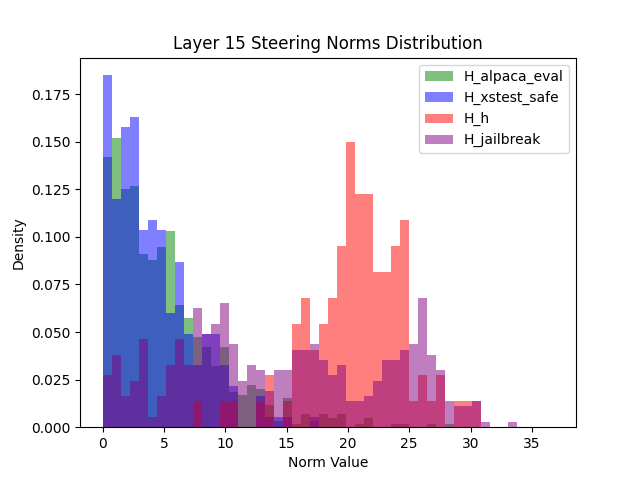 Layer 15 Steering Norms Distribution
H_alpaca_eval
H_xstest_safe
H_h
H_jailbreak
0.175
0.150
0.125
0.100
0.075
0.050
0.025
0.000
Density
0 5 10 15 20 25 30 35
Norm Value